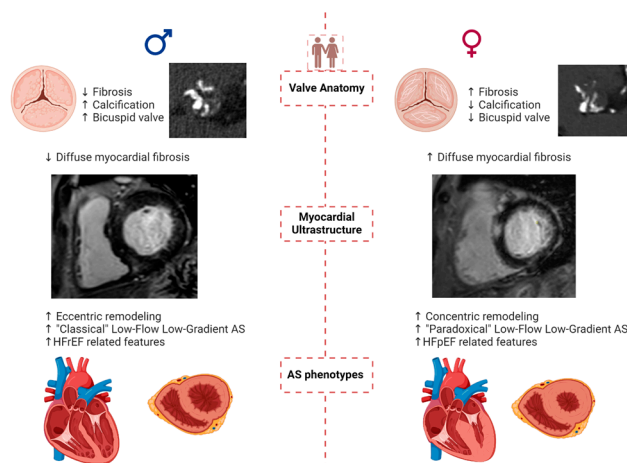 Valve Anatomy
↓ Fibrosis
↑ Calcification
↑ Bicuspid valve
↑ Fibrosis
↓ Calcification
↓ Bicuspid valve
↓ Diffuse myocardial fibrosis
↑ Diffuse myocardial fibrosis
Myocardial
Ultrastructure
↑ Eccentric remodeling
↑ "Classical" Low-Flow Low-Gradient AS
↑HFrEF related features
↑ Concentric remodeling
↑ "Paradoxical" Low-Flow Low-Gradient AS
↑HFpEF related features
AS phenotypes